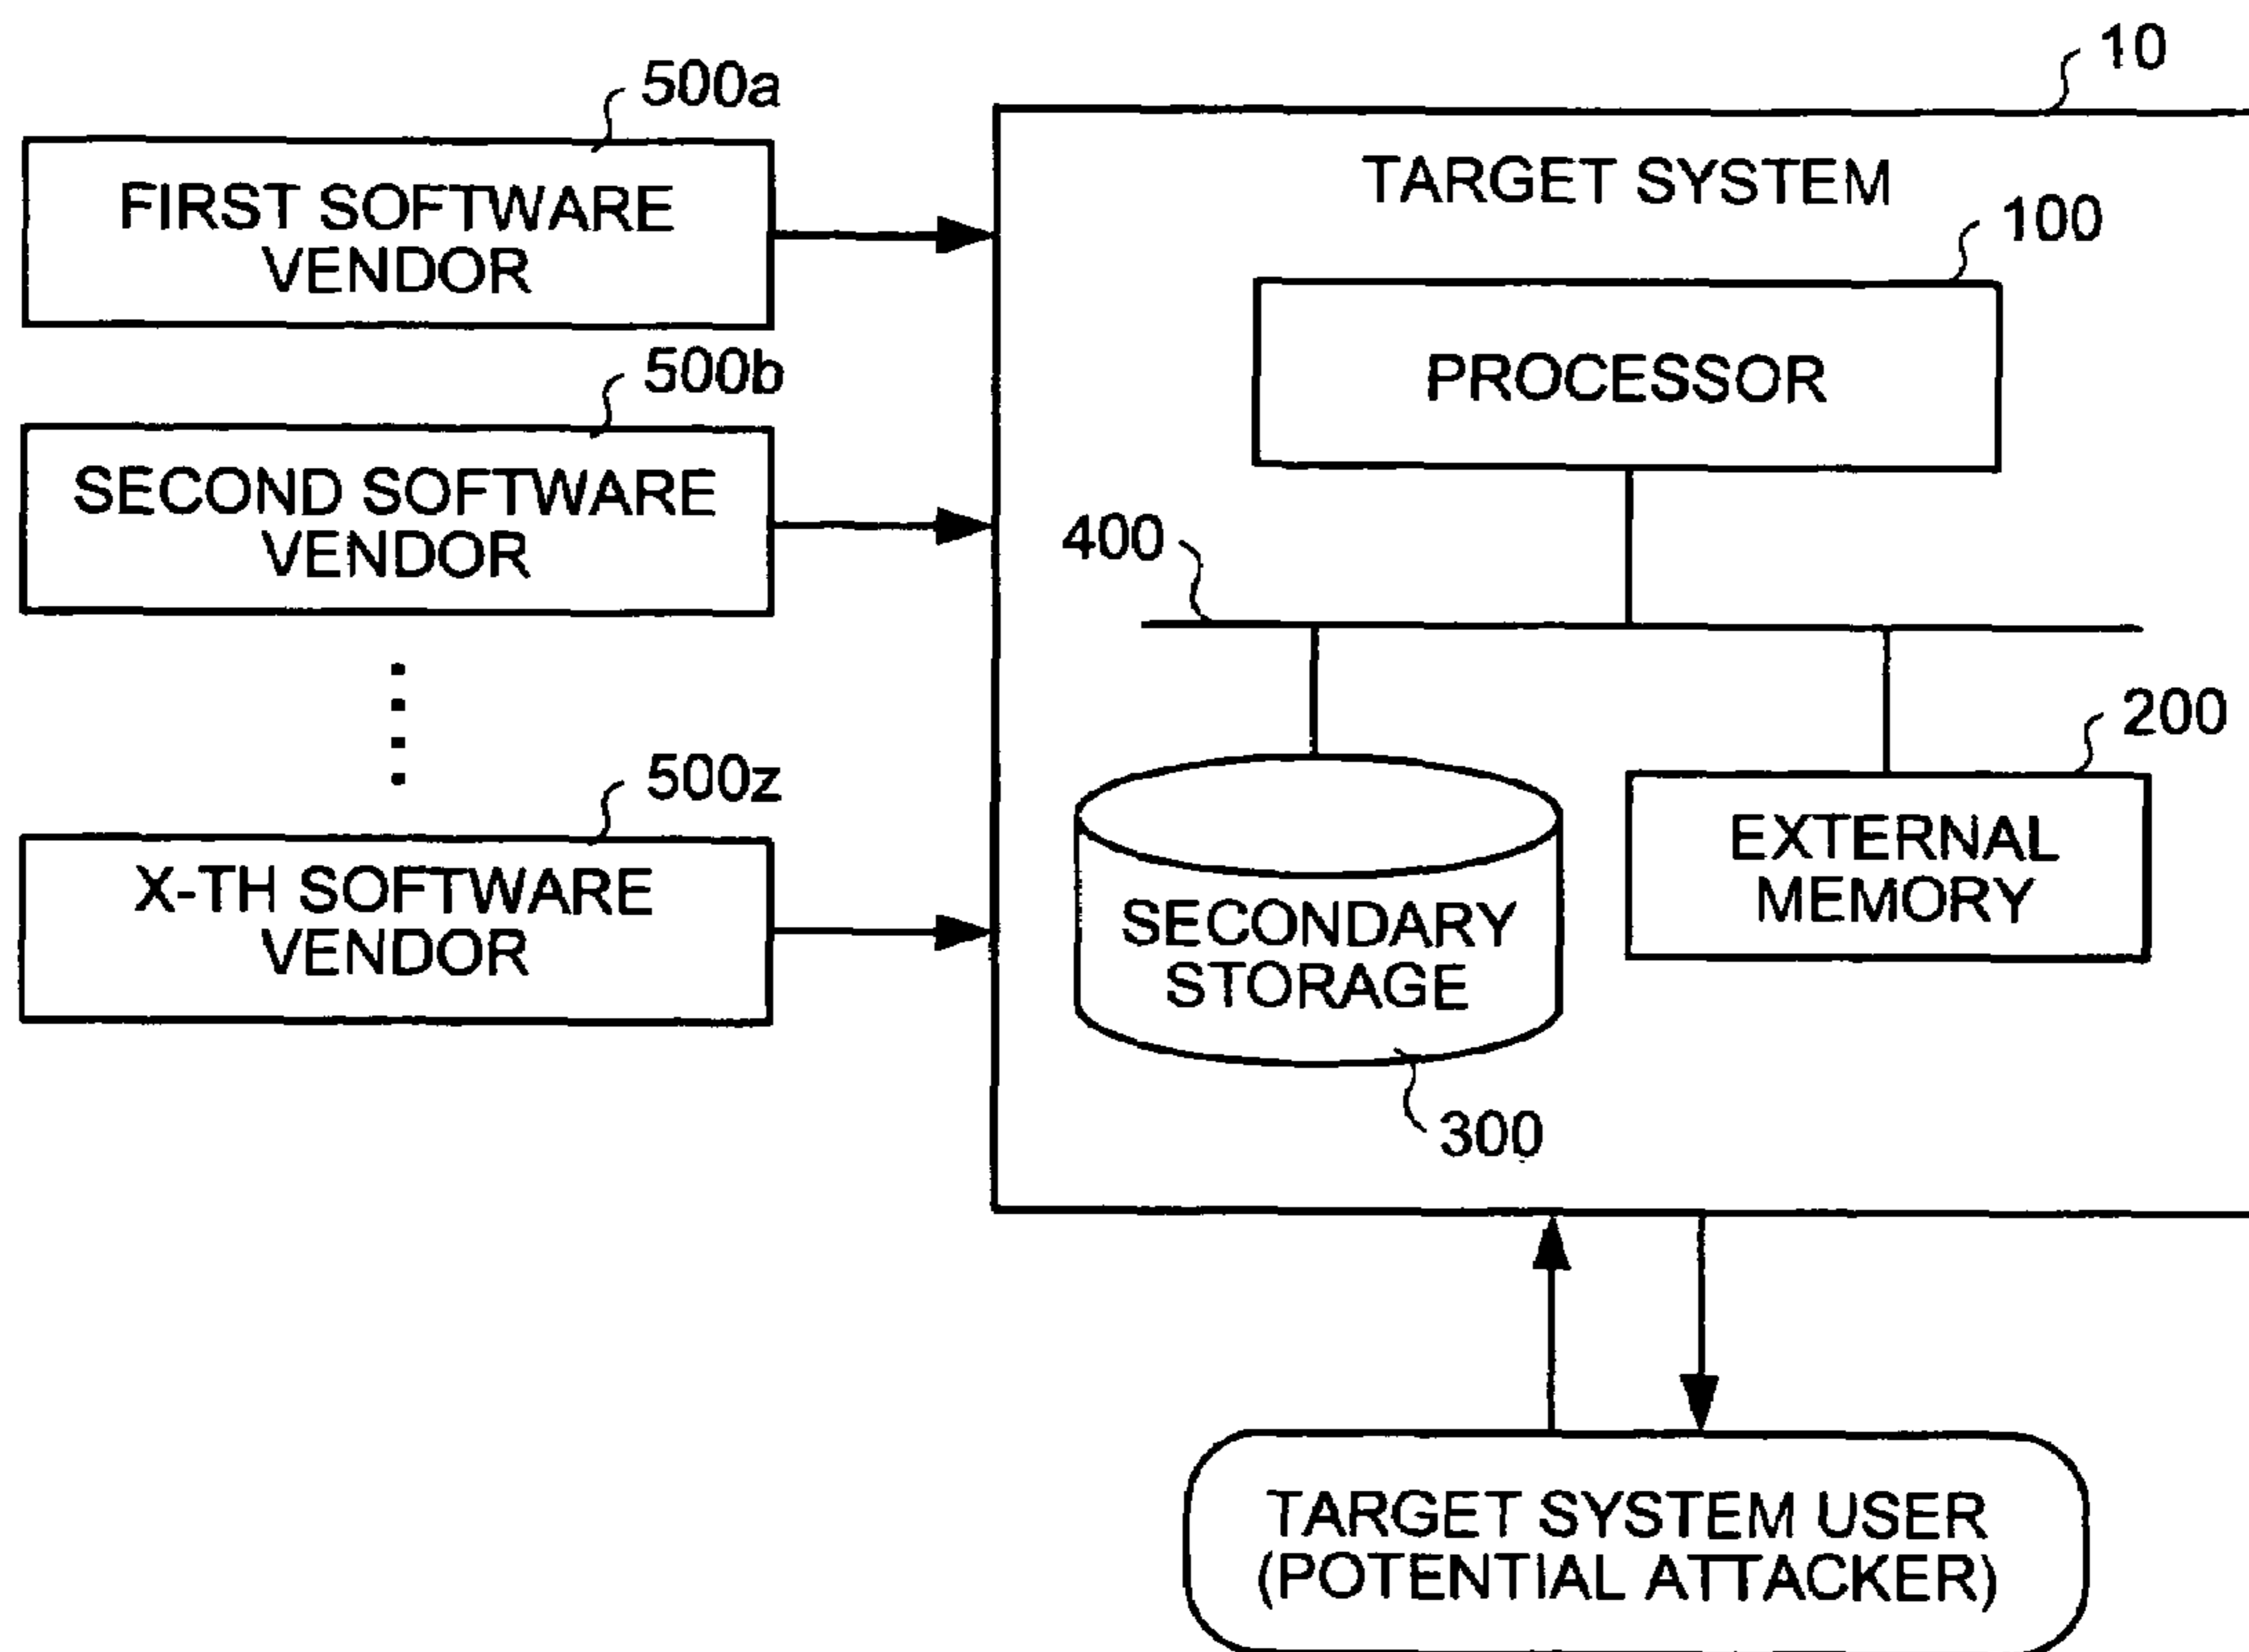 500a
FIRST SOFTWARE
VENDOR
500b
SECOND SOFTWARE
VENDOR
500z
X-TH SOFTWARE
VENDOR
10
TARGET SYSTEM
100
PROCESSOR
400
200
EXTERNAL
MEMORY
SECONDARY
STORAGE
300
TARGET SYSTEM USER
(POTENTIAL ATTACKER)